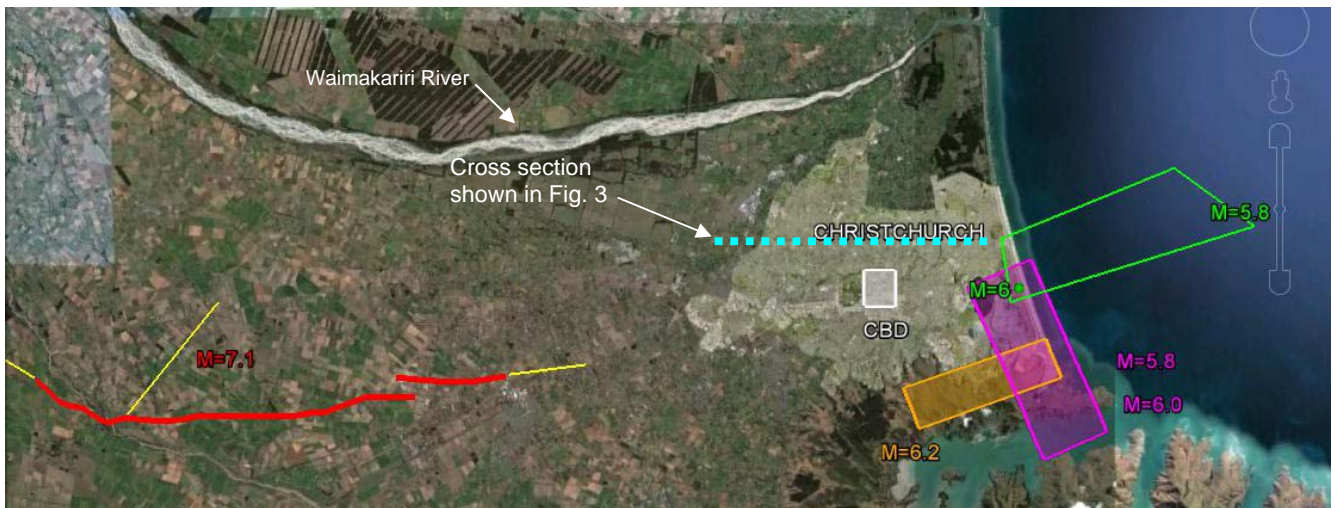 Waimakariri River
Cross section
shown in Fig. 3
M=5.8
CHRISTCHURCH
M=6
CBD
M=7.1
M=5.8
M=6.0
M=6.2